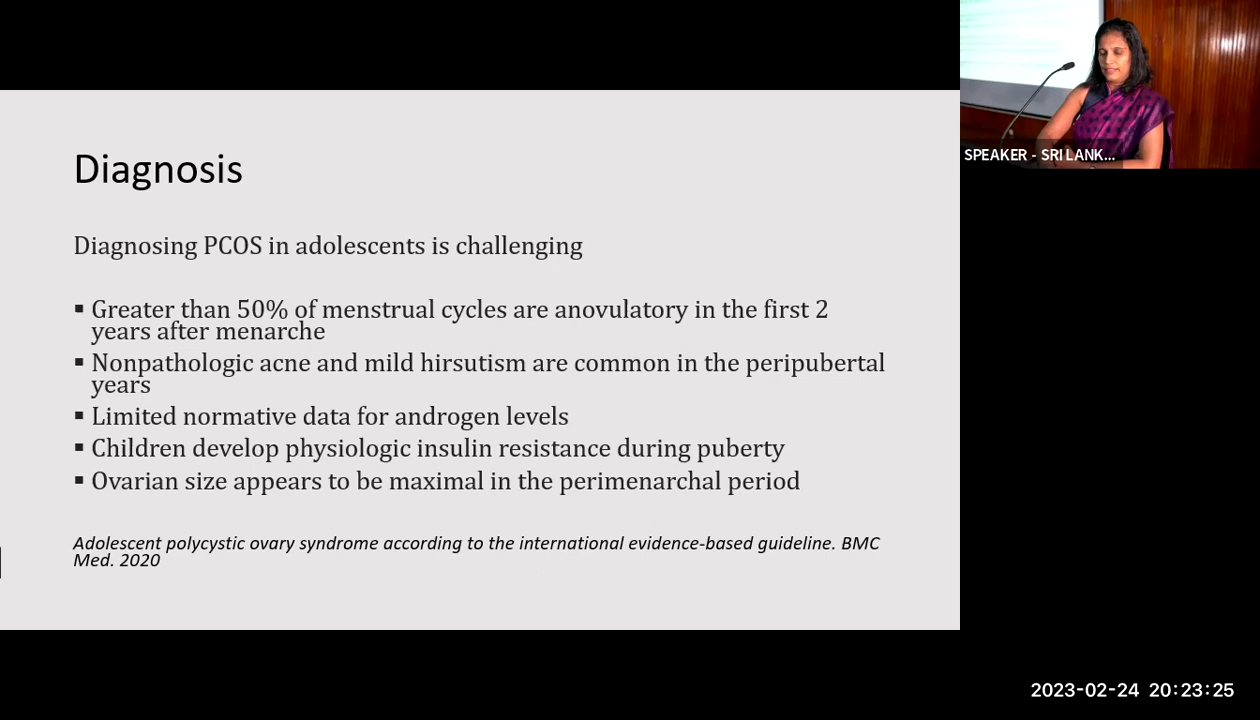 Diagnosis
Diagnosing PCOS in adolescents is challenging
▪ Greater than 50% of menstrual cycles are anovulatory in the first 2
years after menarche
▪ Nonpathologic acne and mild hirsutism are common in the peripubertal
years
▪ Limited normative data for androgen levels
▪ Children develop physiologic insulin resistance during puberty
▪ Ovarian size appears to be maximal in the perimenarchal period
Adolescent polycystic ovary syndrome according to the international evidence-based guideline. BMC
Med. 2020
SPEAKER - SRI LANK...
2023-02-24 20:23:25